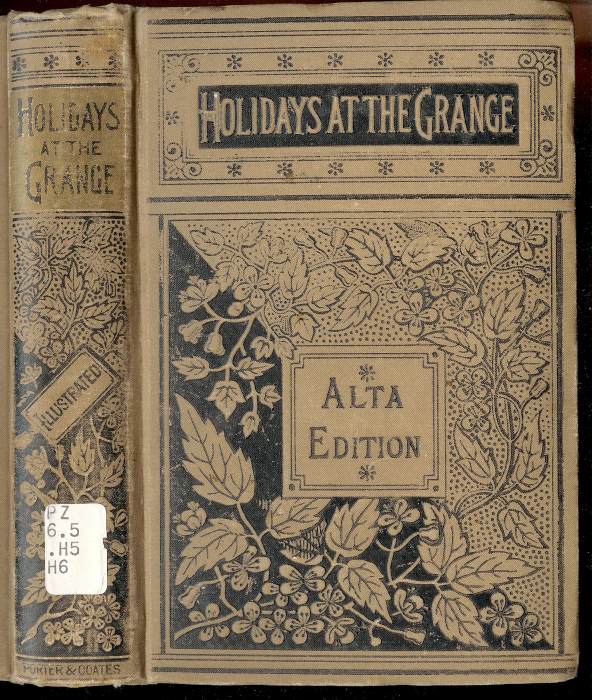 HOLIDAYS
AT THE
GRANGE
ILLUSTRATED
PZ
6.5
.H5
H6
PORTER & COATES
HOLIDAYS AT THE GRANGE
ALTA
EDITION